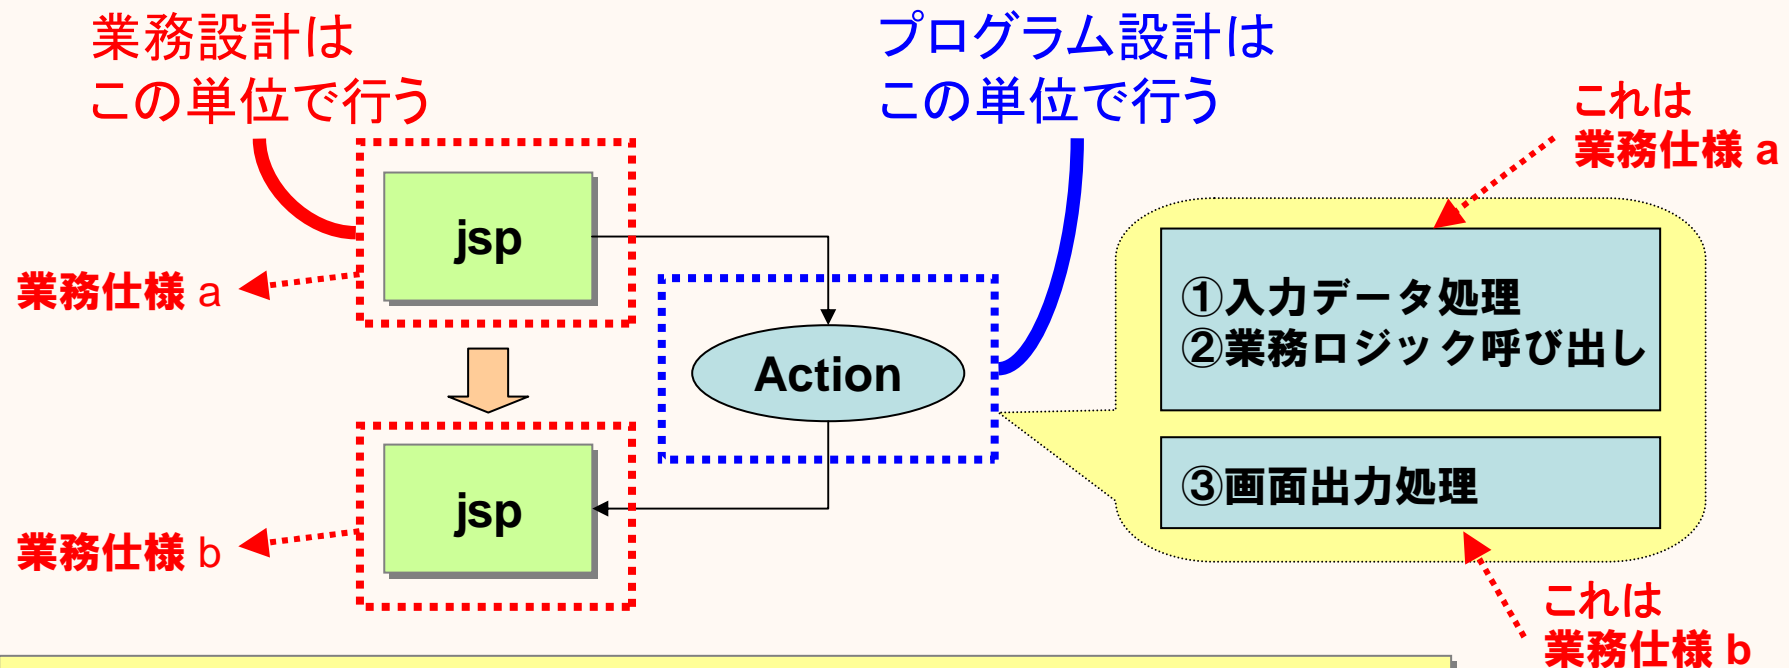 業務設計は
この単位で行う
プログラム設計は
この単位で行う
これは
業務仕様 a
jsp
業務仕様 a
Action
①入力データ処理
②業務ロジック呼び出し
jsp
③画面出力処理
業務仕様 b
これは
業務仕様 b